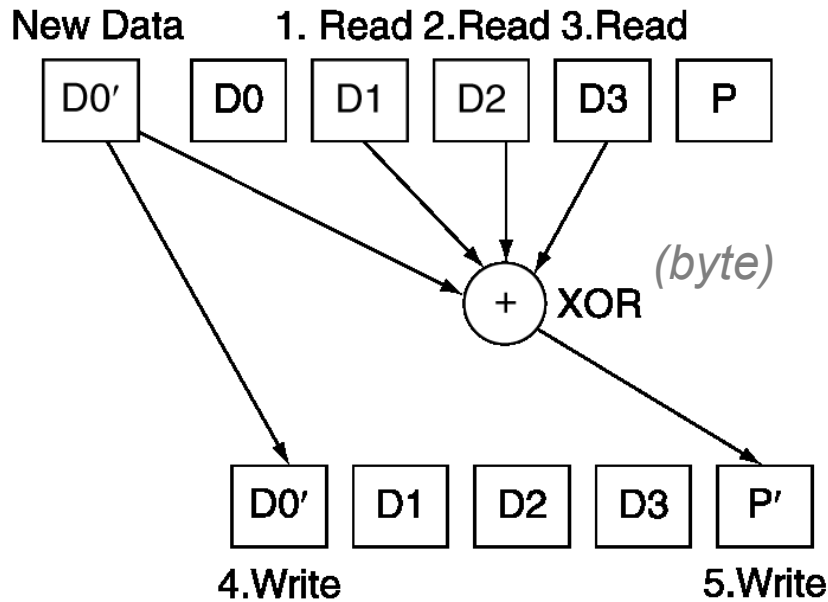 New Data 1. Read 2.Read 3.Read
D0′ D0 D1 D2 D3 P
(byte)
+ XOR
D0′ D1 D2 D3 P′
4.Write 5.Write